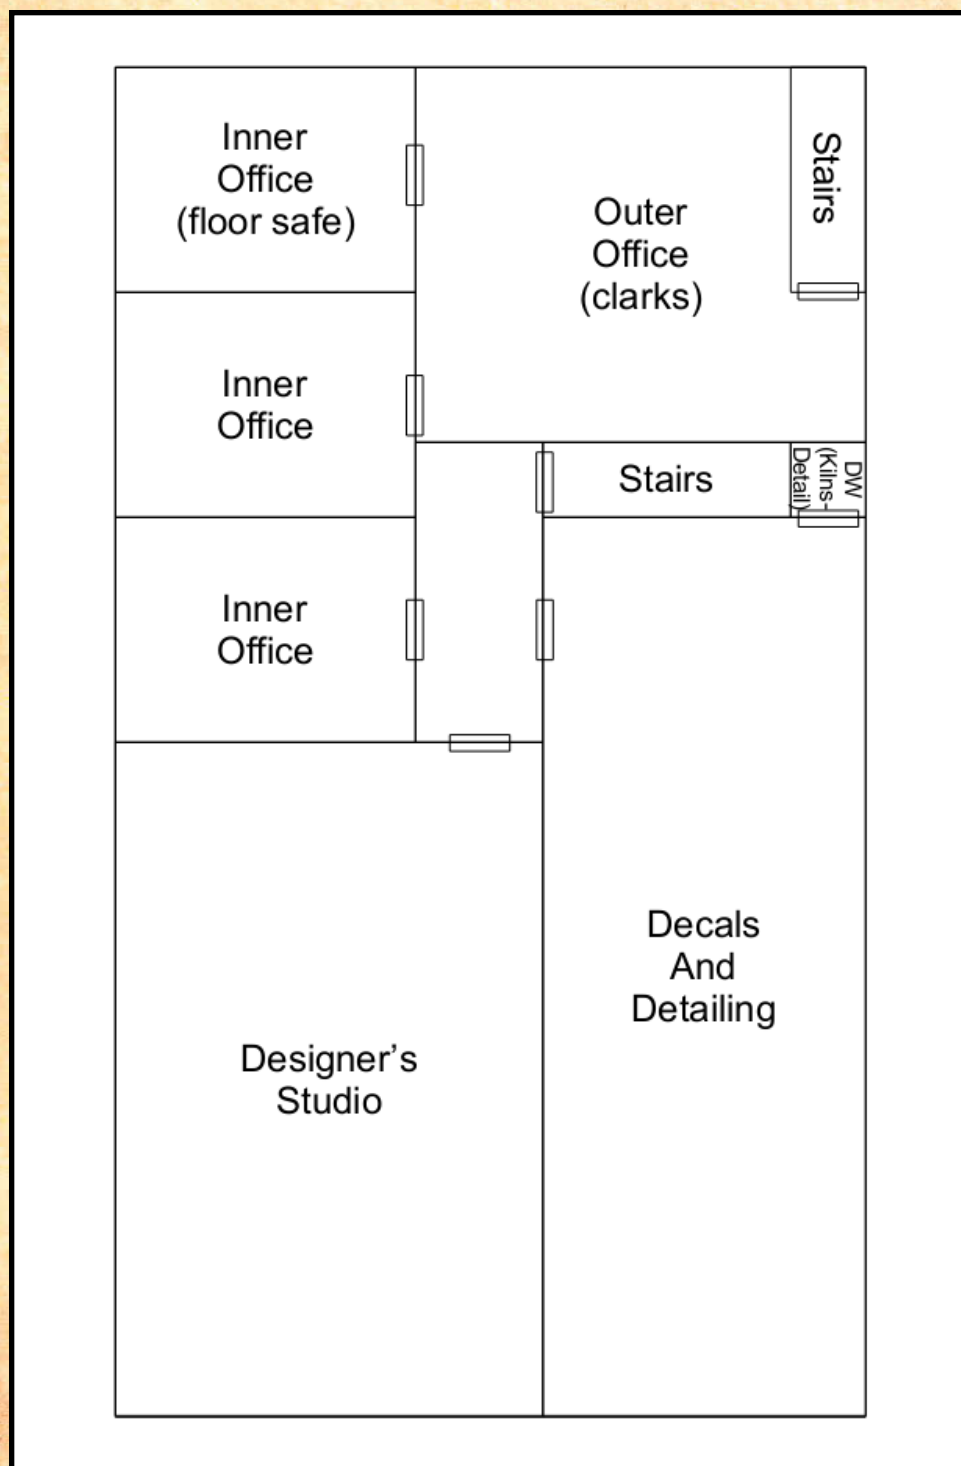 Inner
Office
(floor safe)
Outer
Office
(clarks)
Stairs
Inner
Office
Stairs
DW
(Kilns-
Detail)
Inner
Office
Decals
And
Detailing
Designer’s
Studio